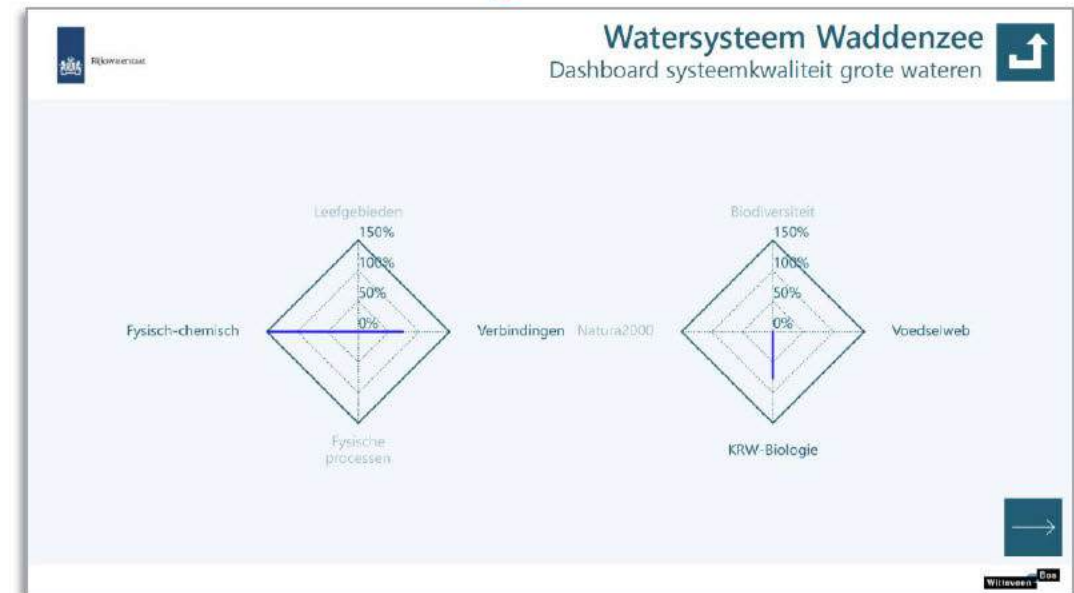 Rijkswaterstaat
Watersysteem Waddenzee
Dashboard systeemkwaliteit grote wateren
Leefgebieden
150%
100%
50%
0%
Fysisch-chemisch
Verbindingen
Fysische
processen
Biodiversiteit
150%
100%
50%
0%
Natura2000
Voedselweb
KRW-Biologie
Witteveen Bos